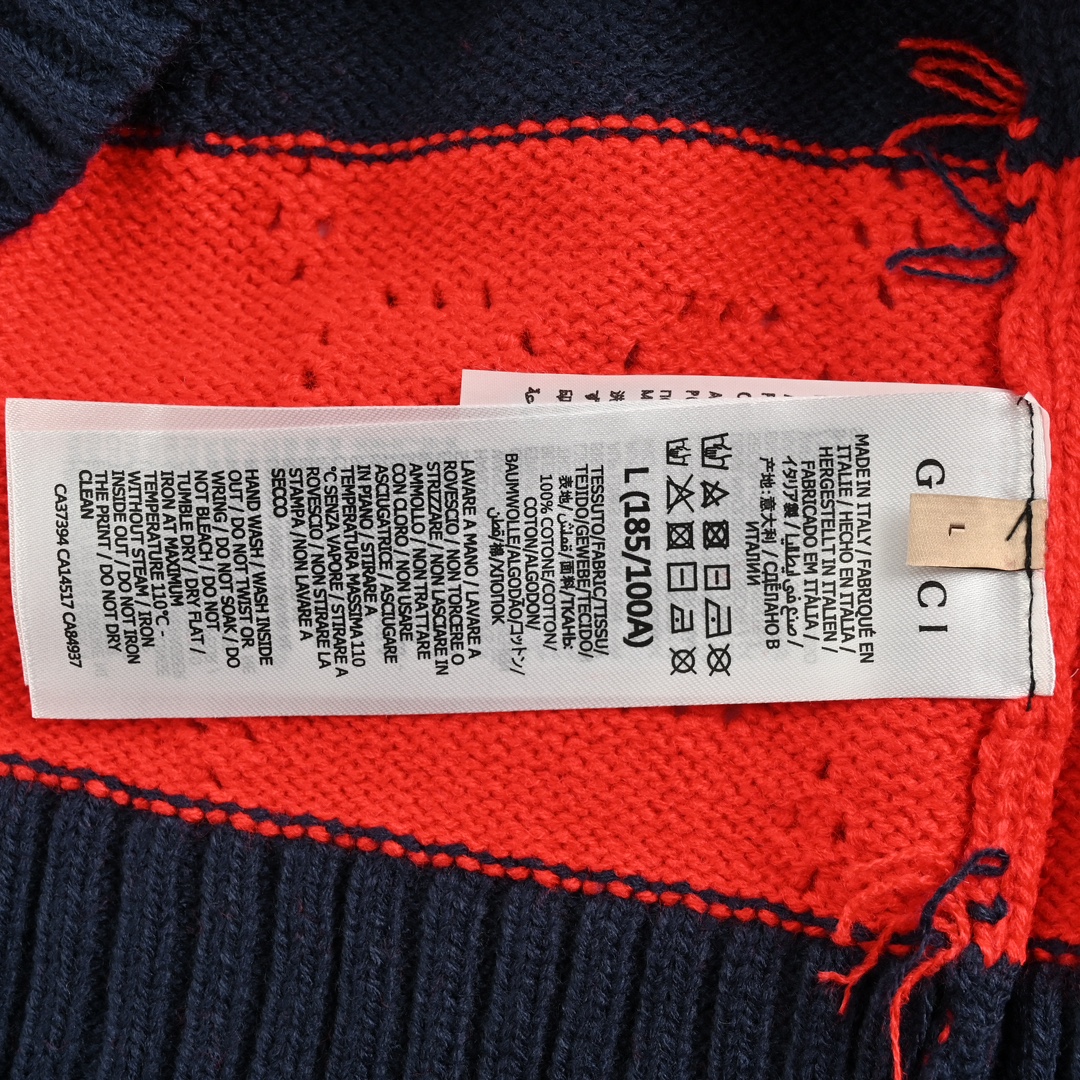 GUCCI
L
MADE IN ITALY / FABRIQUÉ EN
ITALIE / HECHO EN ITALIA /
HERGESTELLT IN ITALIEN /
FABRICADO EM ITÁLIA /
イタリア製 / صنع في ايطاليا /
产地：意大利 / СДЕЛАНО В
ИТАЛИИ
L (185/100A)
TESSUTO/FABRIC/TISSU/
TEJIDO/GEWEBE/TECIDO/
表地/قماش/面料/ТКАНЬ:
100% COTONE/COTTON/
COTON/ALGODON/
BAUMWOLLE/ALGODÃO/コットン/
قطن/棉/ХЛОПОК
LAVARE A MANO / LAVARE A
ROVESCIO / NON TORCERE O
STRIZZARE / NON LASCIARE IN
AMMOLLO / NON TRATTARE
CON CLORO / NON USARE
ASCIUGATRICE / ASCIUGARE
IN PIANO / STIRARE A
TEMPERATURA MASSIMA 110
°C SENZA VAPORE / STIRARE A
ROVESCIO / NON STIRARE LA
STAMPA / NON LAVARE A
SECCO
HAND WASH / WASH INSIDE
OUT / DO NOT TWIST OR
WRING / DO NOT SOAK / DO
NOT BLEACH / DO NOT
TUMBLE DRY / DRY FLAT /
IRON AT MAXIMUM
TEMPERATURE 110°C -
WITHOUT STEAM / IRON
INSIDE OUT / DO NOT IRON
THE PRINT / DO NOT DRY
CLEAN
CA37394 CA14517 CA84937